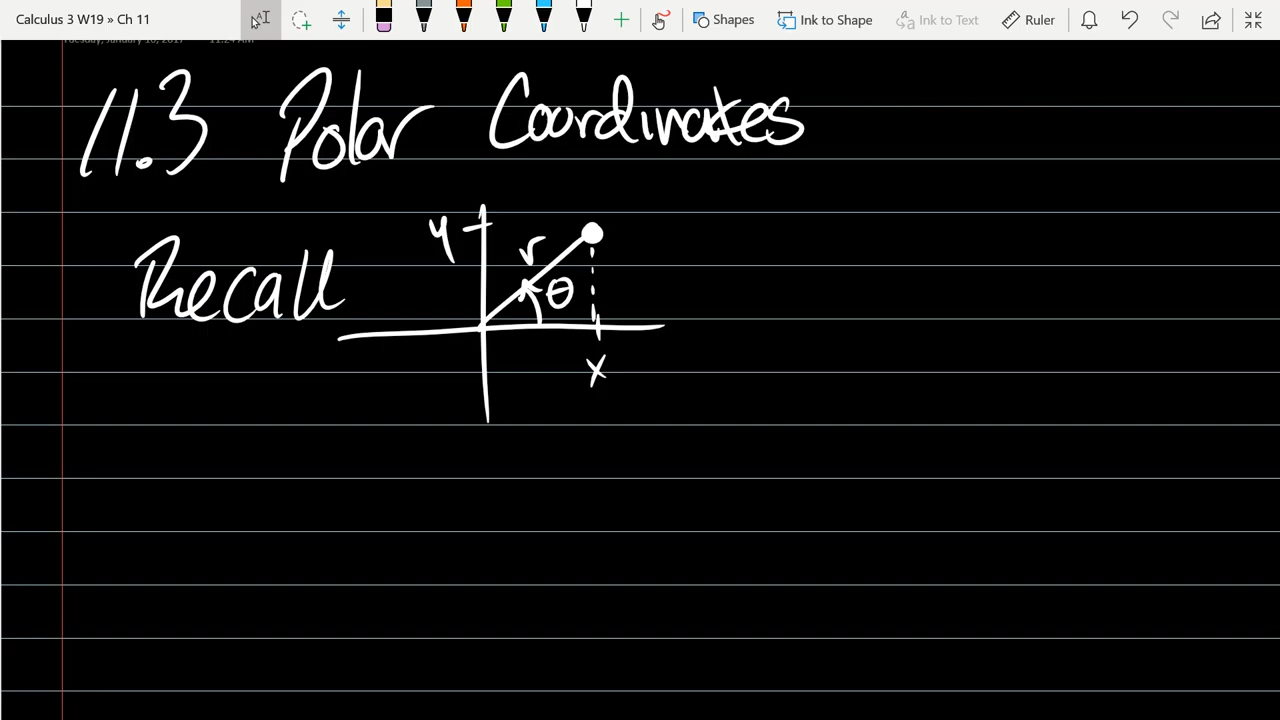 Calculus 3 W19 » Ch 11
Shapes
Ink to Shape
Ink to Text
Ruler
11.3 Polar Coordinates
Recall
y
r
θ
x